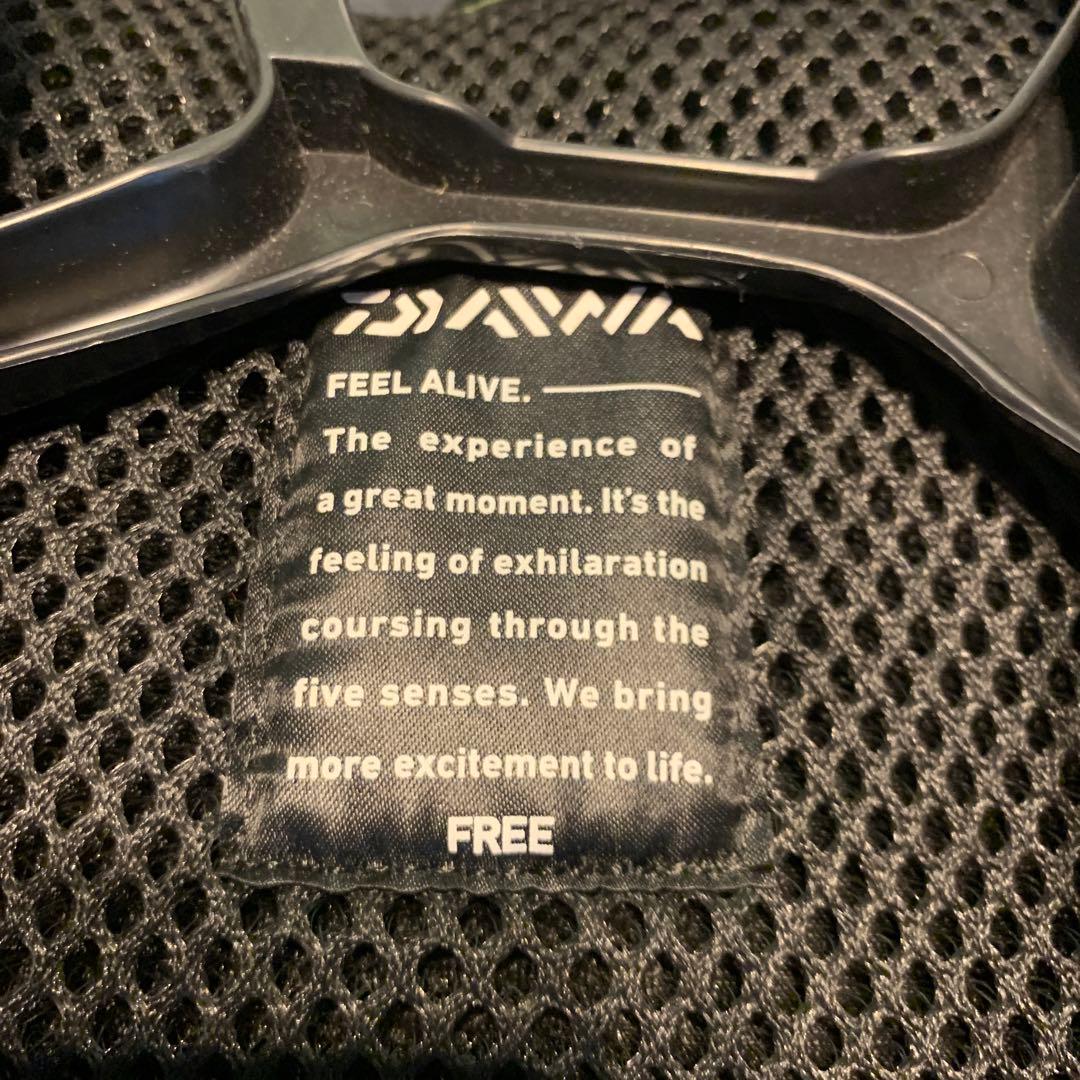 DAIWA
FEEL ALIVE.
The experience of
a great moment. It's the
feeling of exhilaration
coursing through the
five senses. We bring
more excitement to life.
FREE